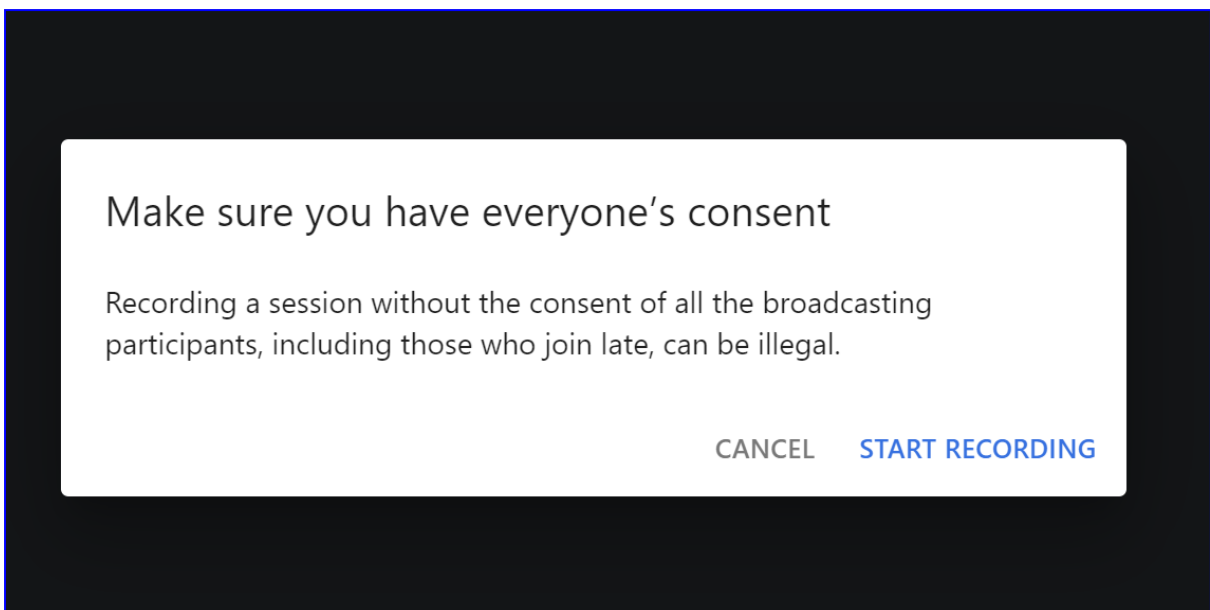 Make sure you have everyone’s consent
Recording a session without the consent of all the broadcasting
participants, including those who join late, can be illegal.
CANCEL START RECORDING